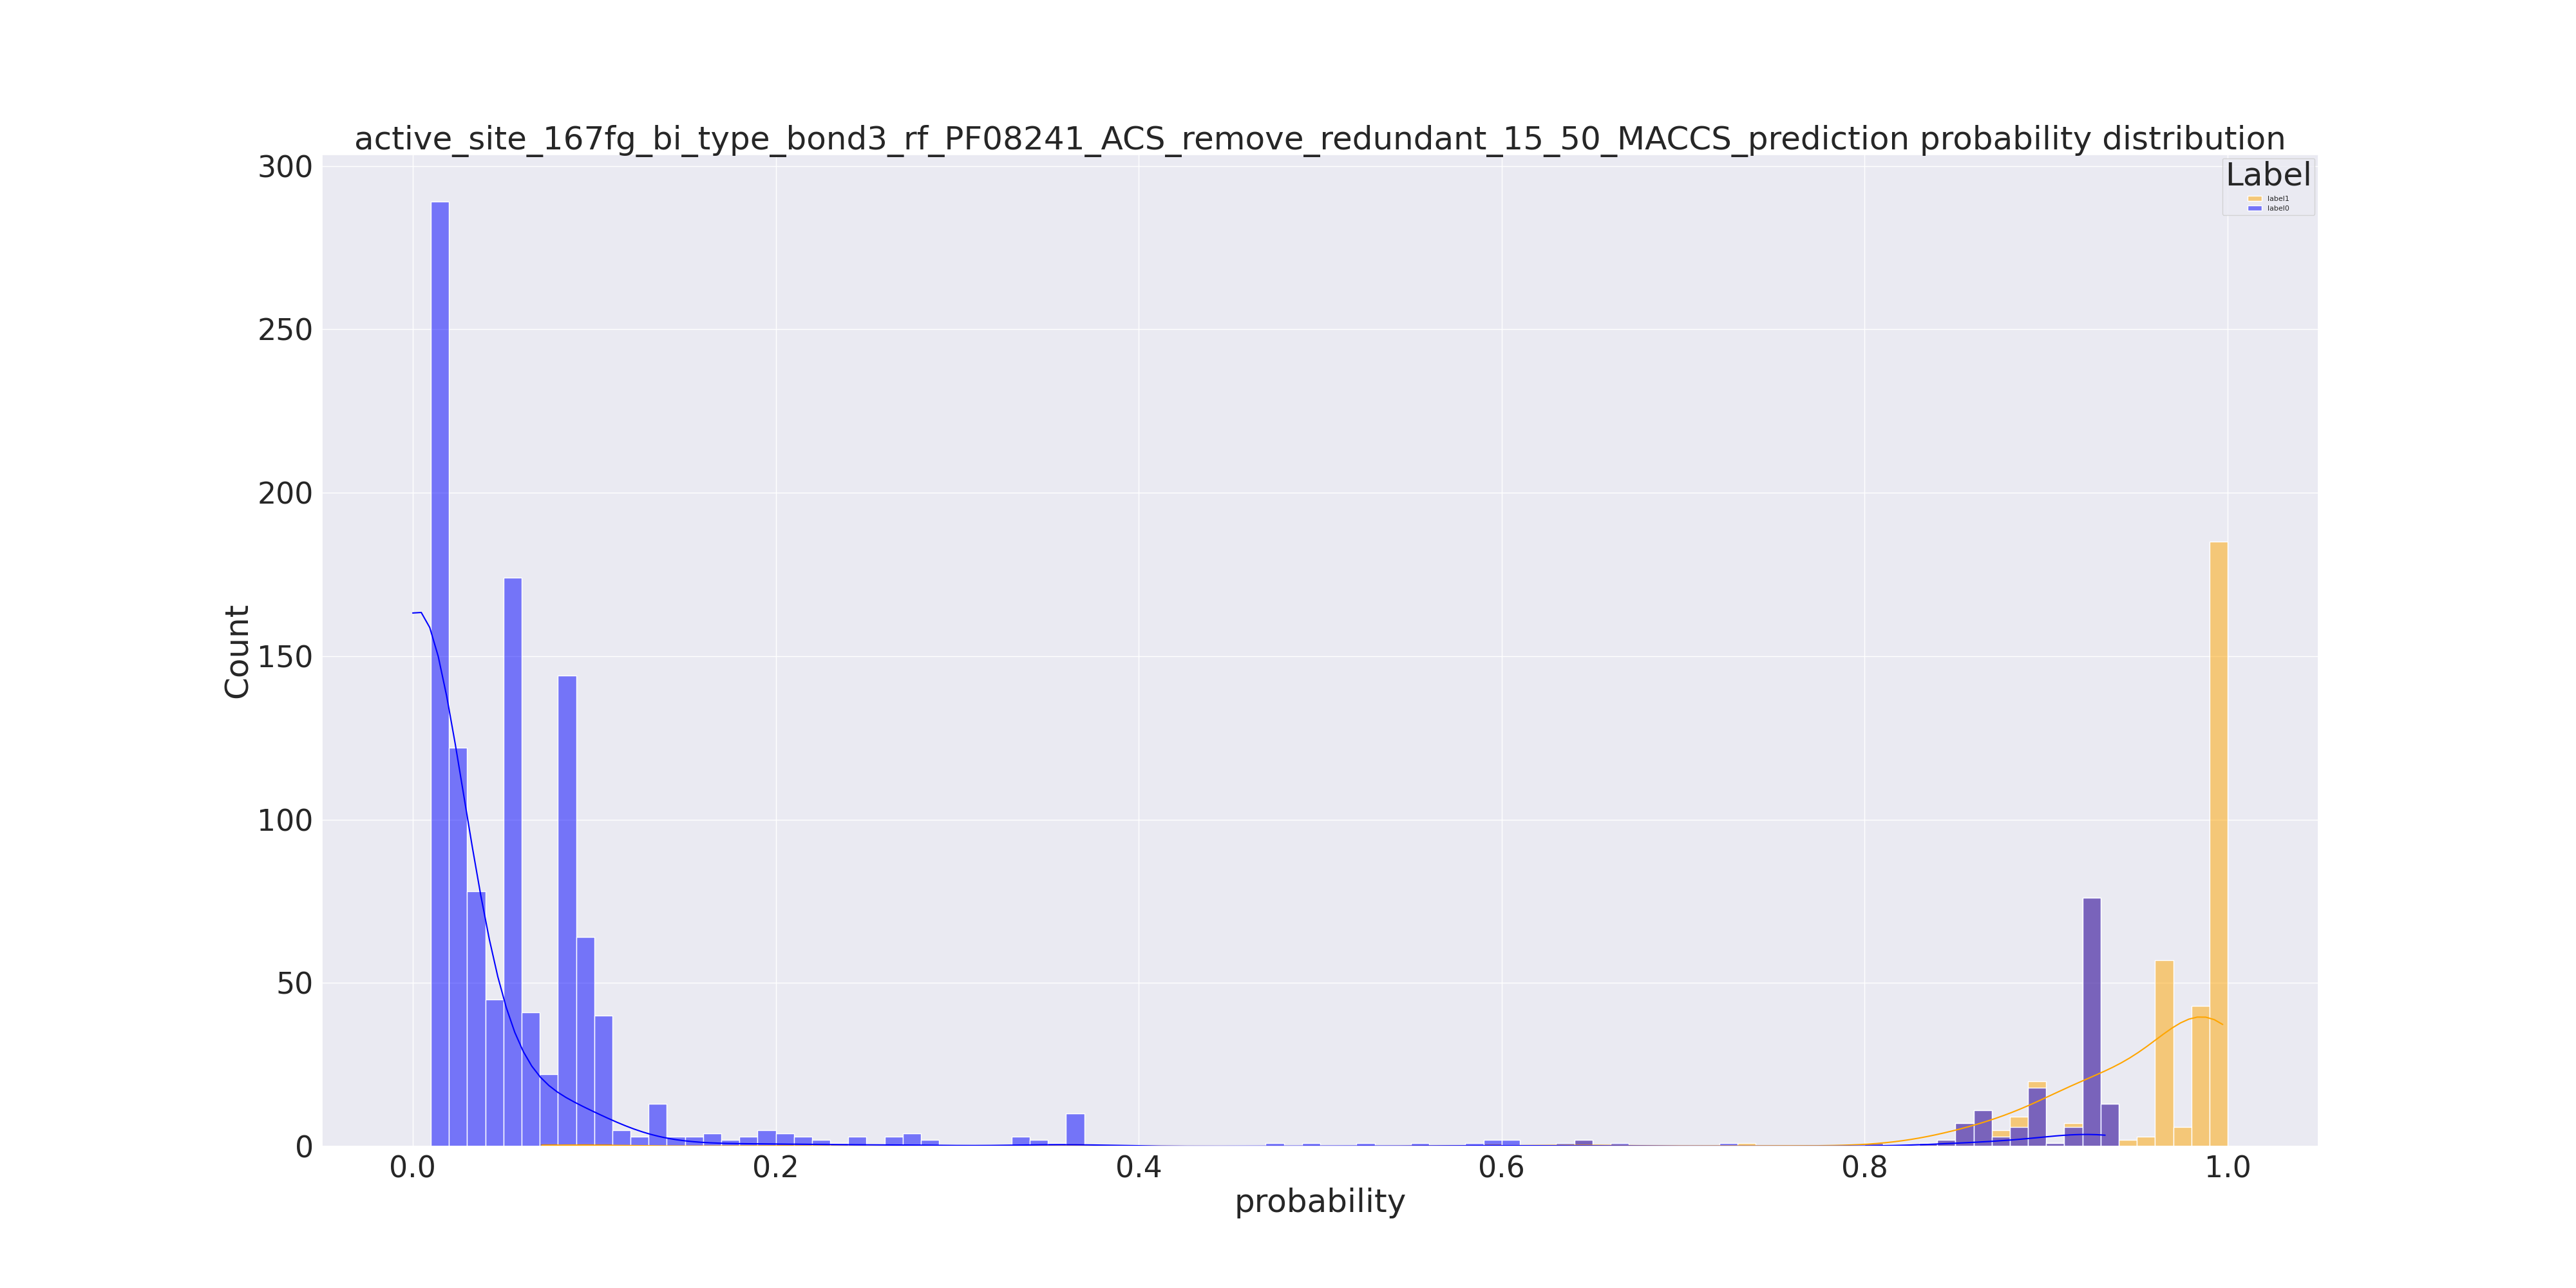 active_site_167fg_bi_type_bond3_rf_PF08241_ACS_remove_redundant_15_50_MACCS_prediction probability distribution
Label
label1
label0
300
250
200
150
100
50
0
Count
0.0 0.2 0.4 0.6 0.8 1.0
probability